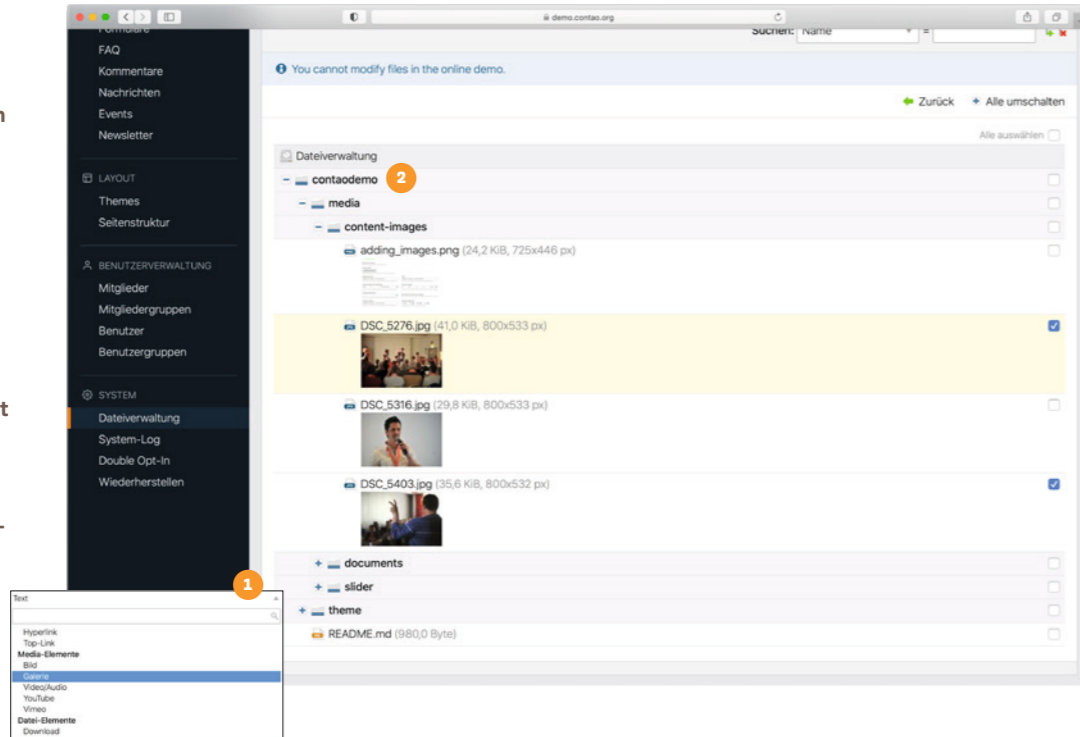 demo.contao.org
Formulare
Suchen: Name =
FAQ
Kommentare
You cannot modify files in the online demo.
Nachrichten
Zurück + Alle umschalten
Events
n
Newsletter
Alle auswählen
Dateiverwaltung
contaodemo 2
LAYOUT
Themes
media
Seitenstruktur
content-images
adding_images.png (24,2 KiB, 725x446 px)
BENUTZERVERWALTUNG
Mitglieder
Mitgliedergruppen
Benutzer
DSC_5276.jpg (41,0 KiB, 800x533 px)
Benutzergruppen
SYSTEM
t
DSC_5316.jpg (29,8 KiB, 800x533 px)
Dateiverwaltung
System-Log
Double Opt-In
Wiederherstellen
DSC_5403.jpg (35,6 KiB, 800x532 px)
-
documents
1
slider
Text
theme
README.md (980,0 Byte)
Hyperlink
Top-Link
Media-Elemente
Bild
Galerie
Video/Audio
YouTube
Vimeo
Datei-Elemente
Download